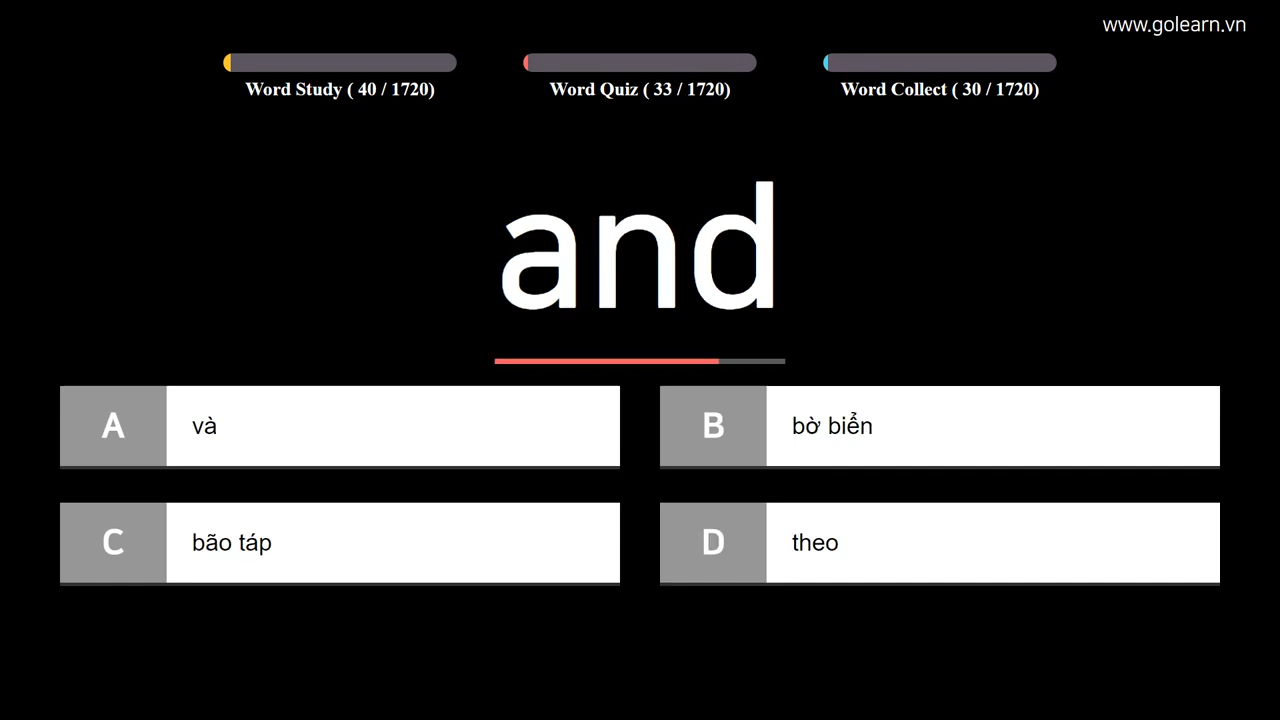 www.golearn.vn
Word Study ( 40 / 1720)
Word Quiz ( 33 / 1720)
Word Collect ( 30 / 1720)
and
A và
B bờ biển
C bão táp
D theo